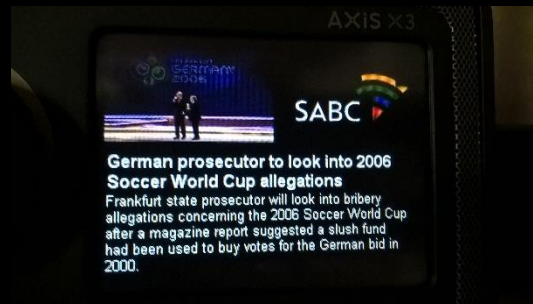 AXiS X3
FRANKFURT
GERMANY
2006
SABC
German prosecutor to look into 2006
Soccer World Cup allegations
Frankfurt state prosecutor will look into bribery
allegations concerning the 2006 Soccer World Cup
after a magazine report suggested a slush fund
had been used to buy votes for the German bid in
2000.